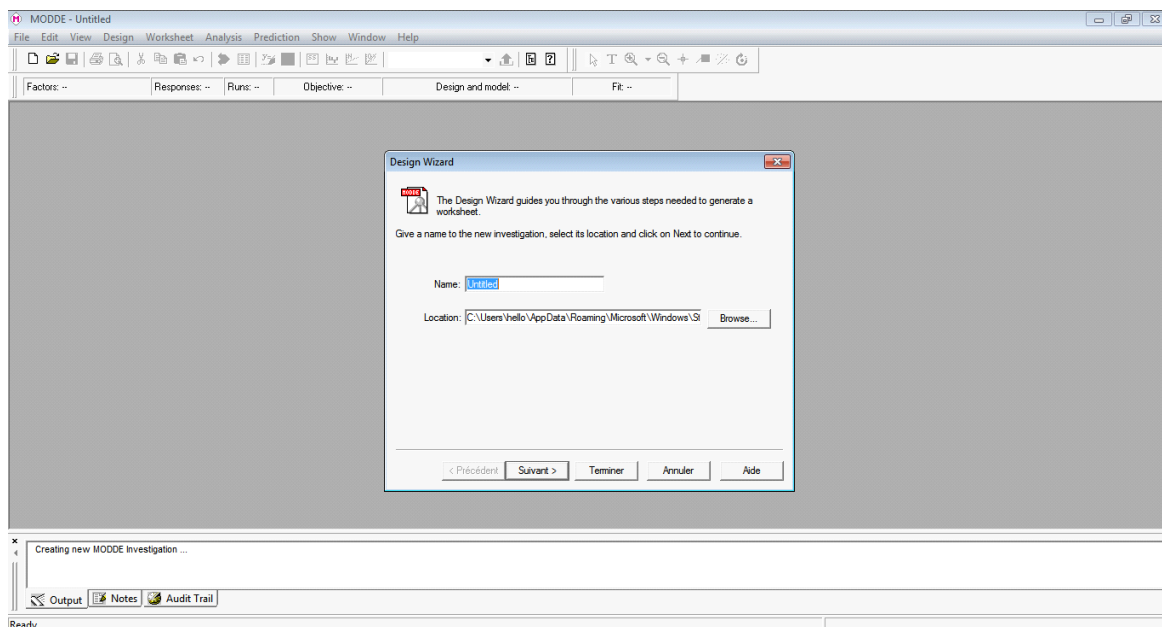 MODDE - Untitled
File Edit View Design Worksheet Analysis Prediction Show Window Help
Factors: -- Responses: -- Runs: -- Objective: -- Design and model: -- Fit: --
Design Wizard
MODDE
The Design Wizard guides you through the various steps needed to generate a
worksheet.
Give a name to the new investigation, select its location and click on Next to continue.
Name: Untitled
Location: C:\Users\hello\AppData\Roaming\Microsoft\Windows\St Browse...
< Précédent Suivant > Terminer Annuler Aide
Creating new MODDE Investigation ...
Output Notes Audit Trail
Ready